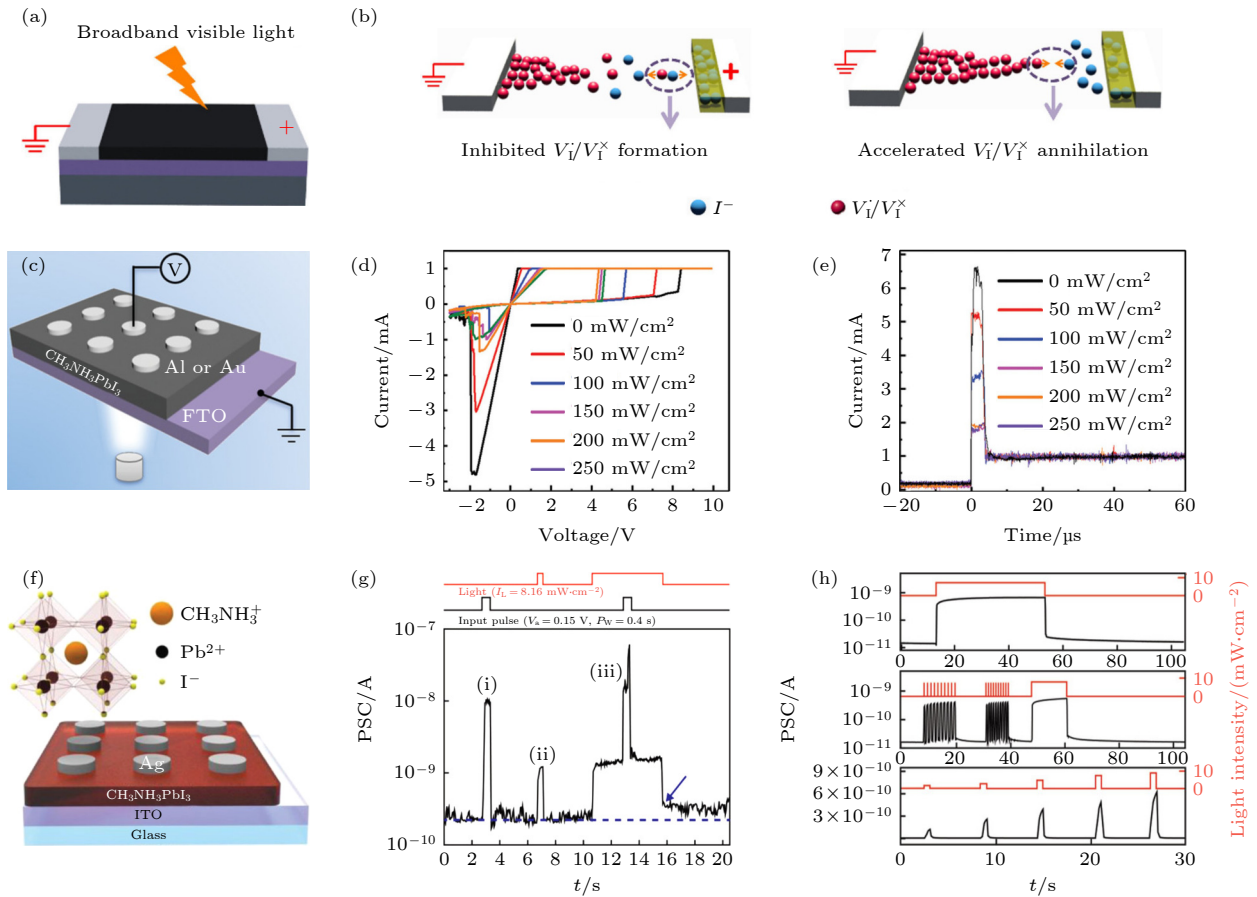 (a)
Broadband visible light
+
(b)
+
Inhibited V_I^·/V_I^× formation
Accelerated V_I^·/V_I^× annihilation
I⁻
V_I^·/V_I^×
(c)
V
Al or Au
CH₃NH₃PbI₃
FTO
(d)
Current/mA
1
0
−1
−2
−3
−4
−5
0 mW/cm²
50 mW/cm²
100 mW/cm²
150 mW/cm²
200 mW/cm²
250 mW/cm²
−2 0 2 4 6 8 10
Voltage/V
(e)
Current/mA
7
6
5
4
3
2
1
0
0 mW/cm²
50 mW/cm²
100 mW/cm²
150 mW/cm²
200 mW/cm²
250 mW/cm²
−20 0 20 40 60
Time/µs
(f)
CH₃NH₃⁺
Pb²⁺
I⁻
Ag
CH₃NH₃PbI₃
ITO
Glass
(g)
Light (I_L = 8.16 mW·cm⁻²)
Input pulse (V_a = 0.15 V, P_W = 0.4 s)
PSC/A
10⁻⁷
10⁻⁸
10⁻⁹
10⁻¹⁰
(i)
(ii)
(iii)
0 2 4 6 8 10 12 14 16 18 20
t/s
(h)
PSC/A
Light intensity/(mW·cm⁻²)
10⁻⁹
10⁻¹⁰
10⁻¹¹
10
0
0 20 40 60 80 100
10⁻⁹
10⁻¹⁰
10⁻¹¹
10
0
0 20 40 60 80 100
9×10⁻¹⁰
6×10⁻¹⁰
3×10⁻¹⁰
10
0
0 10 20 30
t/s